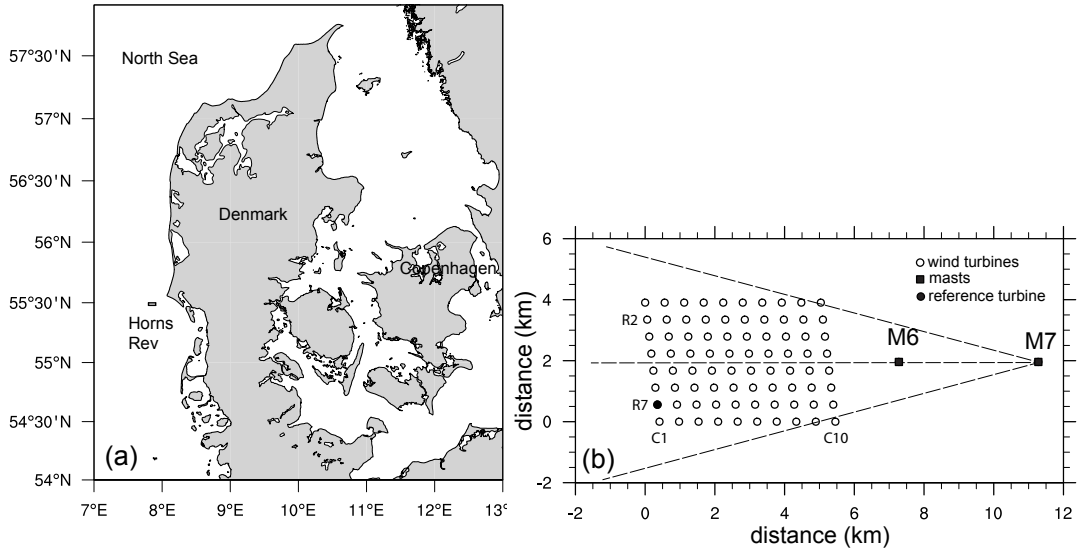 57°30'N
57°N
56°30'N
56°N
55°30'N
55°N
54°30'N
54°N
7°E
8°E
9°E
10°E
11°E
12°E
13°E
North Sea
Denmark
Copenhagen
Horns
Rev
(a)
6
4
2
0
-2
distance (km)
-2
0
2
4
6
8
10
12
distance (km)
wind turbines
masts
reference turbine
R2
R7
C1
C10
M6
M7
(b)